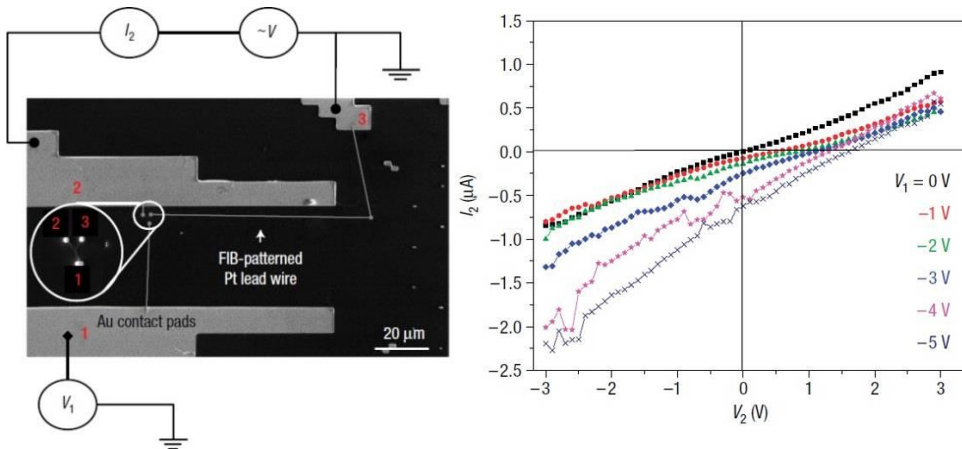 I₂
~V
3
2
2 3
1
FIB-patterned
Pt lead wire
Au contact pads
1
20 μm
V₁
1.5
1.0
0.5
0.0
−0.5
−1.0
−1.5
−2.0
−2.5
I₂ (μA)
V₁ = 0 V
−1 V
−2 V
−3 V
−4 V
−5 V
−3 −2 −1 0 1 2 3
V₂ (V)